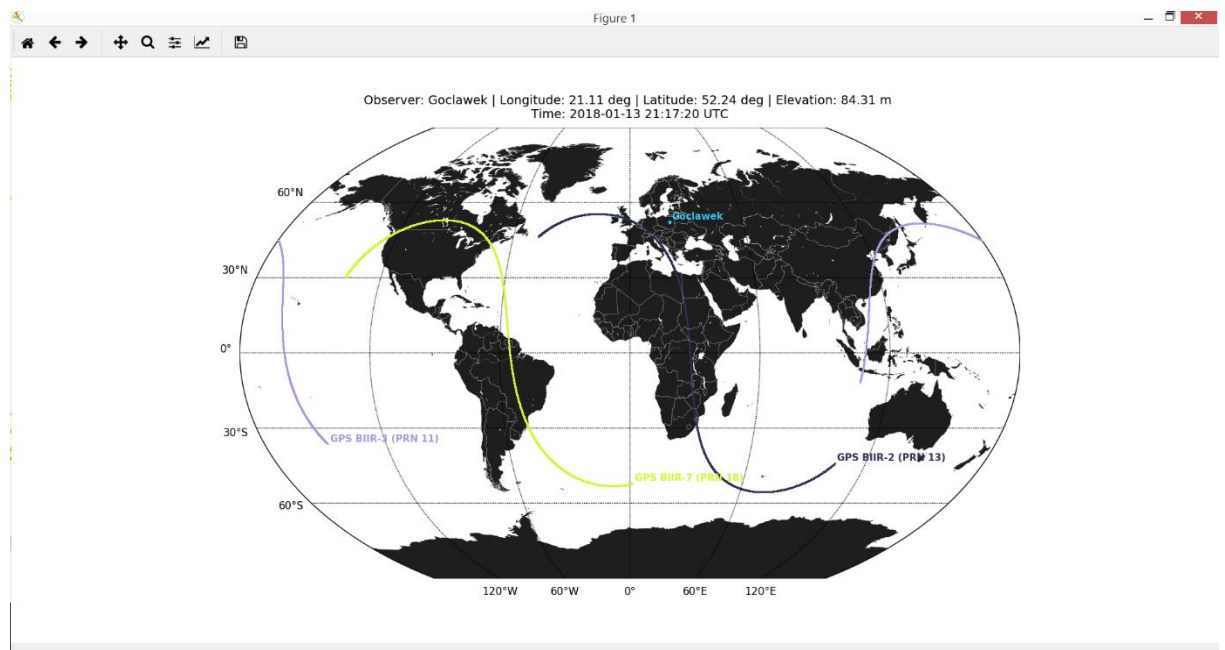 Figure 1
Observer: Goclawek | Longitude: 21.11 deg | Latitude: 52.24 deg | Elevation: 84.31 m
Time: 2018-01-13 21:17:20 UTC
60°N
Goclawek
30°N
0°
30°S
GPS BIIR-3 (PRN 11)
GPS BIIR-2 (PRN 13)
GPS BIIR-7 (PRN 18)
60°S
120°W 60°W 0° 60°E 120°E